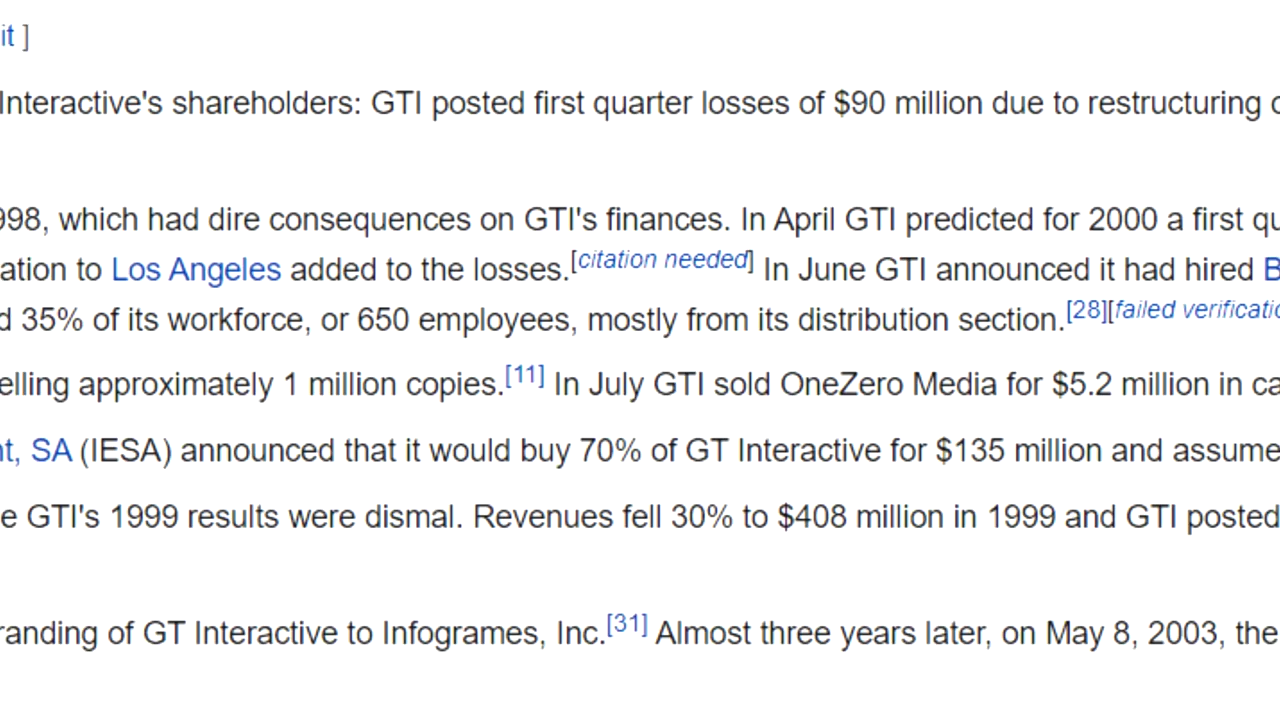 it ]
Interactive's shareholders: GTI posted first quarter losses of $90 million due to restructuring
998, which had dire consequences on GTI's finances. In April GTI predicted for 2000 a first qu
ation to Los Angeles added to the losses.[citation needed] In June GTI announced it had hired B
d 35% of its workforce, or 650 employees, mostly from its distribution section.[28][failed verificatio
elling approximately 1 million copies.[11] In July GTI sold OneZero Media for $5.2 million in ca
nt, SA (IESA) announced that it would buy 70% of GT Interactive for $135 million and assume
e GTI's 1999 results were dismal. Revenues fell 30% to $408 million in 1999 and GTI posted
randing of GT Interactive to Infogrames, Inc.[31] Almost three years later, on May 8, 2003, the